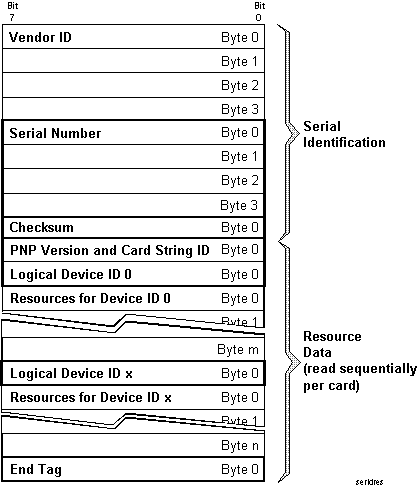 Bit Bit
7 0
Vendor ID Byte 0
Byte 1
Byte 2
Byte 3
Serial Number Byte 0
Byte 1
Byte 2
Byte 3
Checksum Byte 0
PNP Version and Card String ID Byte 0
Logical Device ID 0 Byte 0
Resources for Device ID 0 Byte 0
Byte 1
Byte m
Logical Device ID x Byte 0
Resources for Device ID x Byte 0
Byte 1
Byte n
End Tag Byte 0
Serial
Identification
Resource
Data
(read sequentially
per card)
seridres